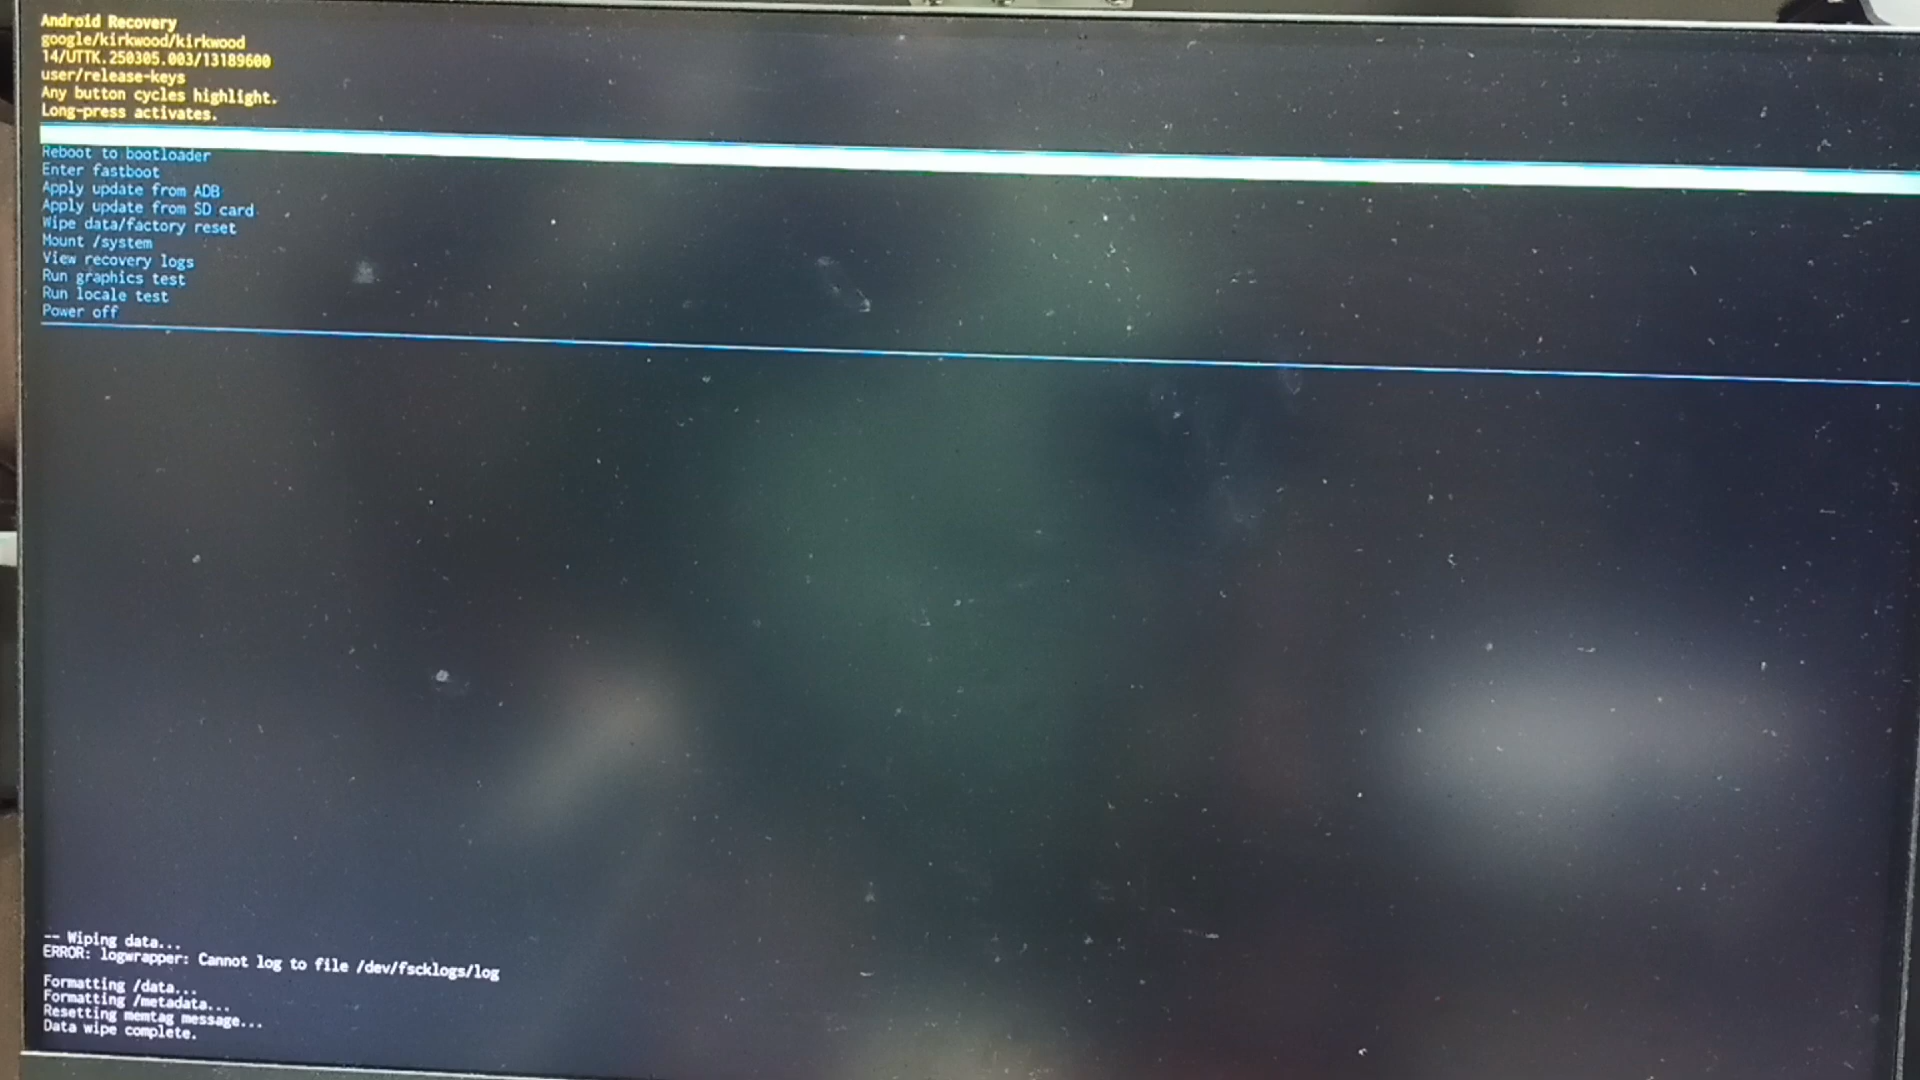 Android Recovery
google/kirkwood/kirkwood
14/UTTK.250305.003/13189600
user/release-keys
Any button cycles highlight.
Long-press activates.
Reboot to bootloader
Enter fastboot
Apply update from ADB
Apply update from SD card
Wipe data/factory reset
Mount /system
View recovery logs
Run graphics test
Run locale test
Power off
-- Wiping data...
ERROR: logwrapper: Cannot log to file /dev/fscklogs/log
Formatting /data...
Formatting /metadata...
Resetting memtag message...
Data wipe complete.